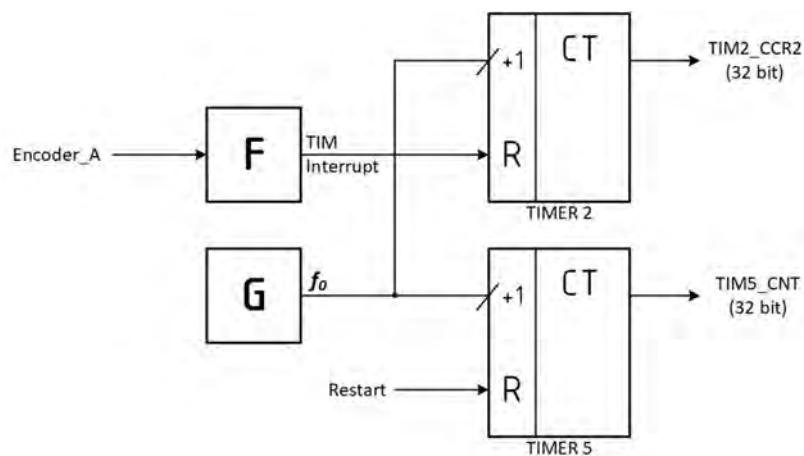 CT
+1
TIM2_CCR2
(32 bit)
Encoder_A
F
TIM
Interrupt
R
TIMER 2
G
f0
CT
+1
TIM5_CNT
(32 bit)
Restart
R
TIMER 5